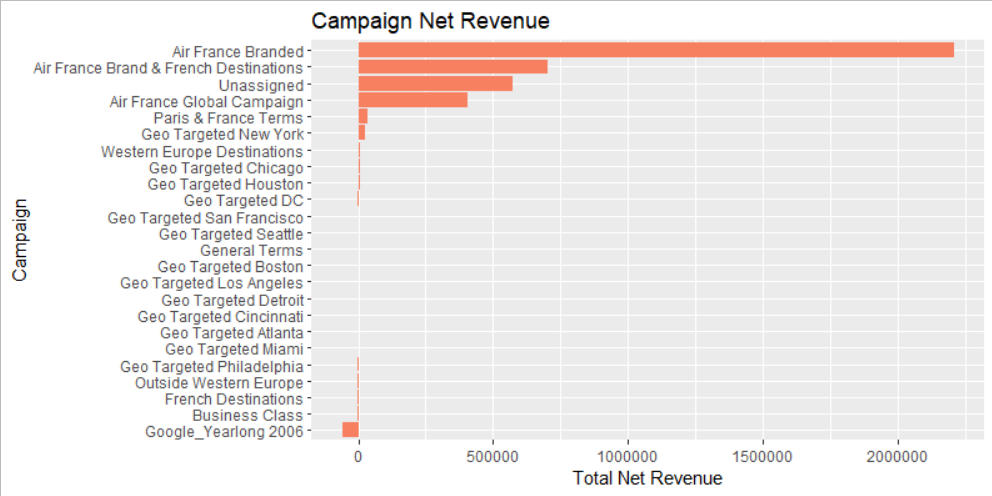 Campaign Net Revenue
Campaign
Air France Branded
Air France Brand & French Destinations
Unassigned
Air France Global Campaign
Paris & France Terms
Geo Targeted New York
Western Europe Destinations
Geo Targeted Chicago
Geo Targeted Houston
Geo Targeted DC
Geo Targeted San Francisco
Geo Targeted Seattle
General Terms
Geo Targeted Boston
Geo Targeted Los Angeles
Geo Targeted Detroit
Geo Targeted Cincinnati
Geo Targeted Atlanta
Geo Targeted Miami
Geo Targeted Philadelphia
Outside Western Europe
French Destinations
Business Class
Google_Yearlong 2006
0 500000 1000000 1500000 2000000
Total Net Revenue